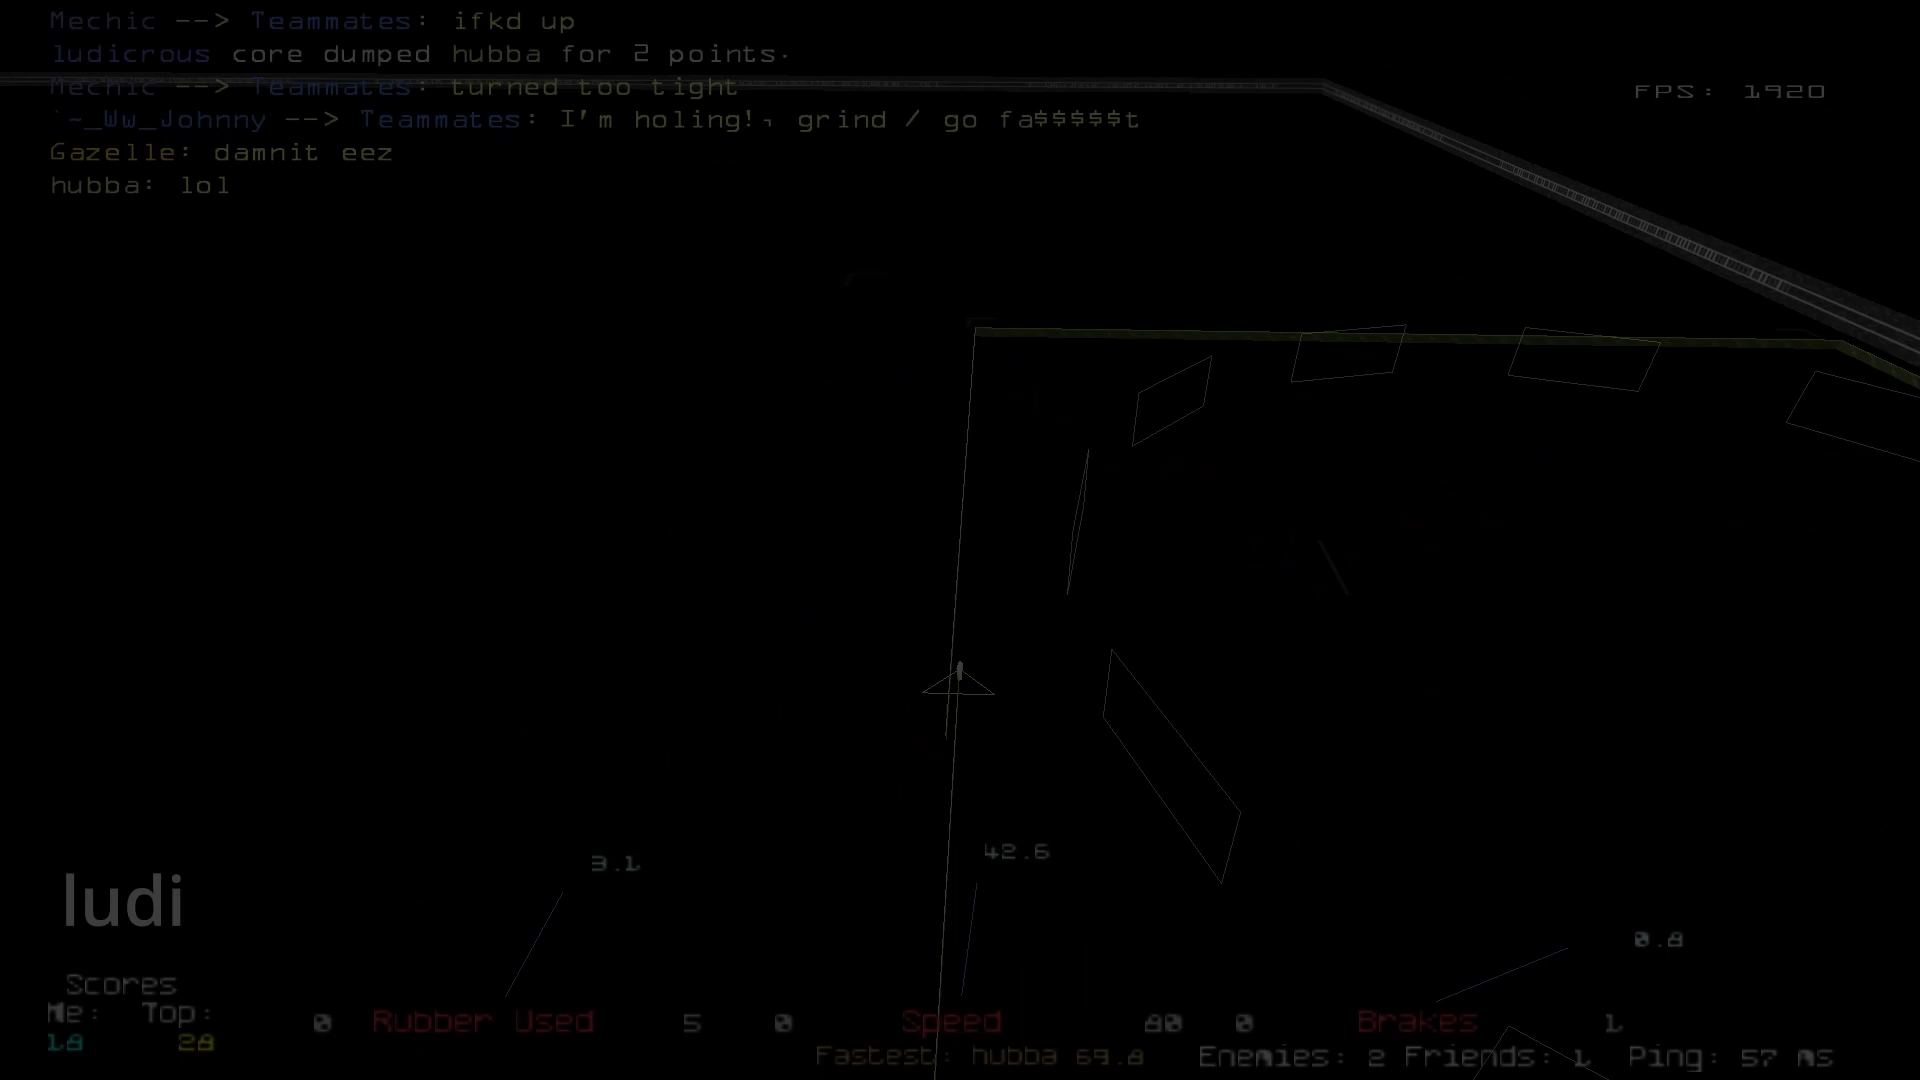 Mechic --> Teammates: ifkd up
ludicrous core dumped hubba for 2 points.
Mechic --> Teammates: turned too tight
`~_Ww_Johnny --> Teammates: I'm holing!, grind / go fa$$$$$t
Gazelle: damnit eez
hubba: lol
FPS: 1920
3.1
42.6
0.8
ludi
Scores
Me: Top:
18 28
0 Rubber Used 5 0 Speed 80 0 Brakes 1
Fastest: hubba 69.8 Enemies: 2 Friends: 1 Ping: 57 ms